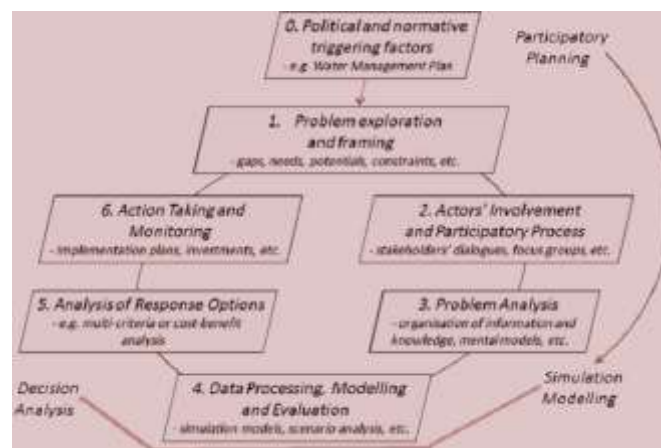 0. Political and normative
triggering factors
- e.g. Water Management Plan
Participatory
Planning
1. Problem exploration
and framing
- gaps, needs, potentials, constraints, etc.
6. Action Taking and
Monitoring
- implementation plans, investments, etc.
2. Actors' Involvement
and Participatory Process
- stakeholders' dialogues, focus groups, etc.
5. Analysis of Response Options
- e.g. multi-criteria or cost-benefit
analysis
3. Problem Analysis
- organisation of information and
knowledge, mental models, etc.
4. Data Processing, Modelling
and Evaluation
- simulation models, scenario analysis, etc.
Decision
Analysis
Simulation
Modelling